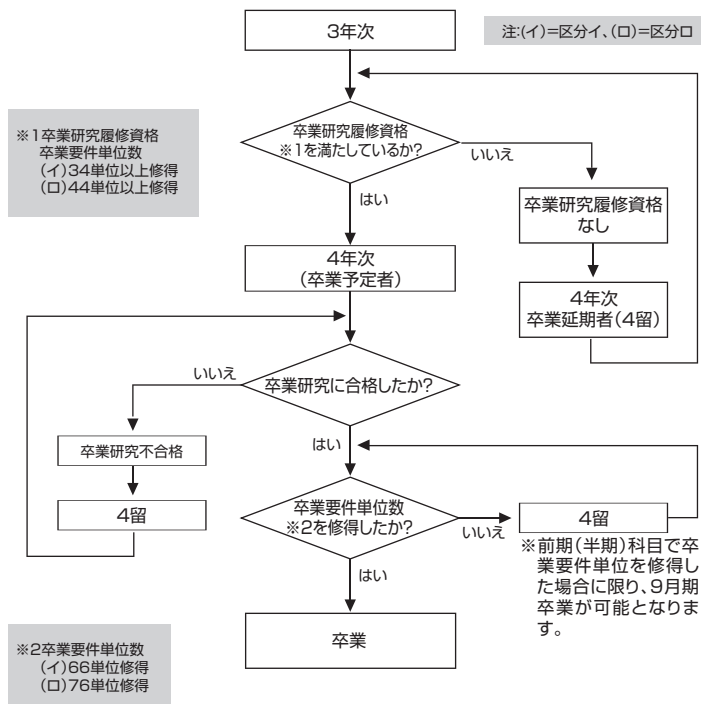 3年次
注:(イ)=区分イ、(ロ)=区分ロ
※1卒業研究履修資格
卒業要件単位数
(イ)34単位以上修得
(ロ)44単位以上修得
卒業研究履修資格
※1を満たしているか?
いいえ
はい
卒業研究履修資格
なし
4年次
(卒業予定者)
4年次
卒業延期者(4留)
いいえ
卒業研究に合格したか?
はい
卒業研究不合格
4留
卒業要件単位数
※2を修得したか?
いいえ
4留
※前期(半期)科目で卒
業要件単位を修得し
た場合に限り、9月期
卒業が可能となりま
す。
はい
卒業
※2卒業要件単位数
(イ)66単位修得
(ロ)76単位修得